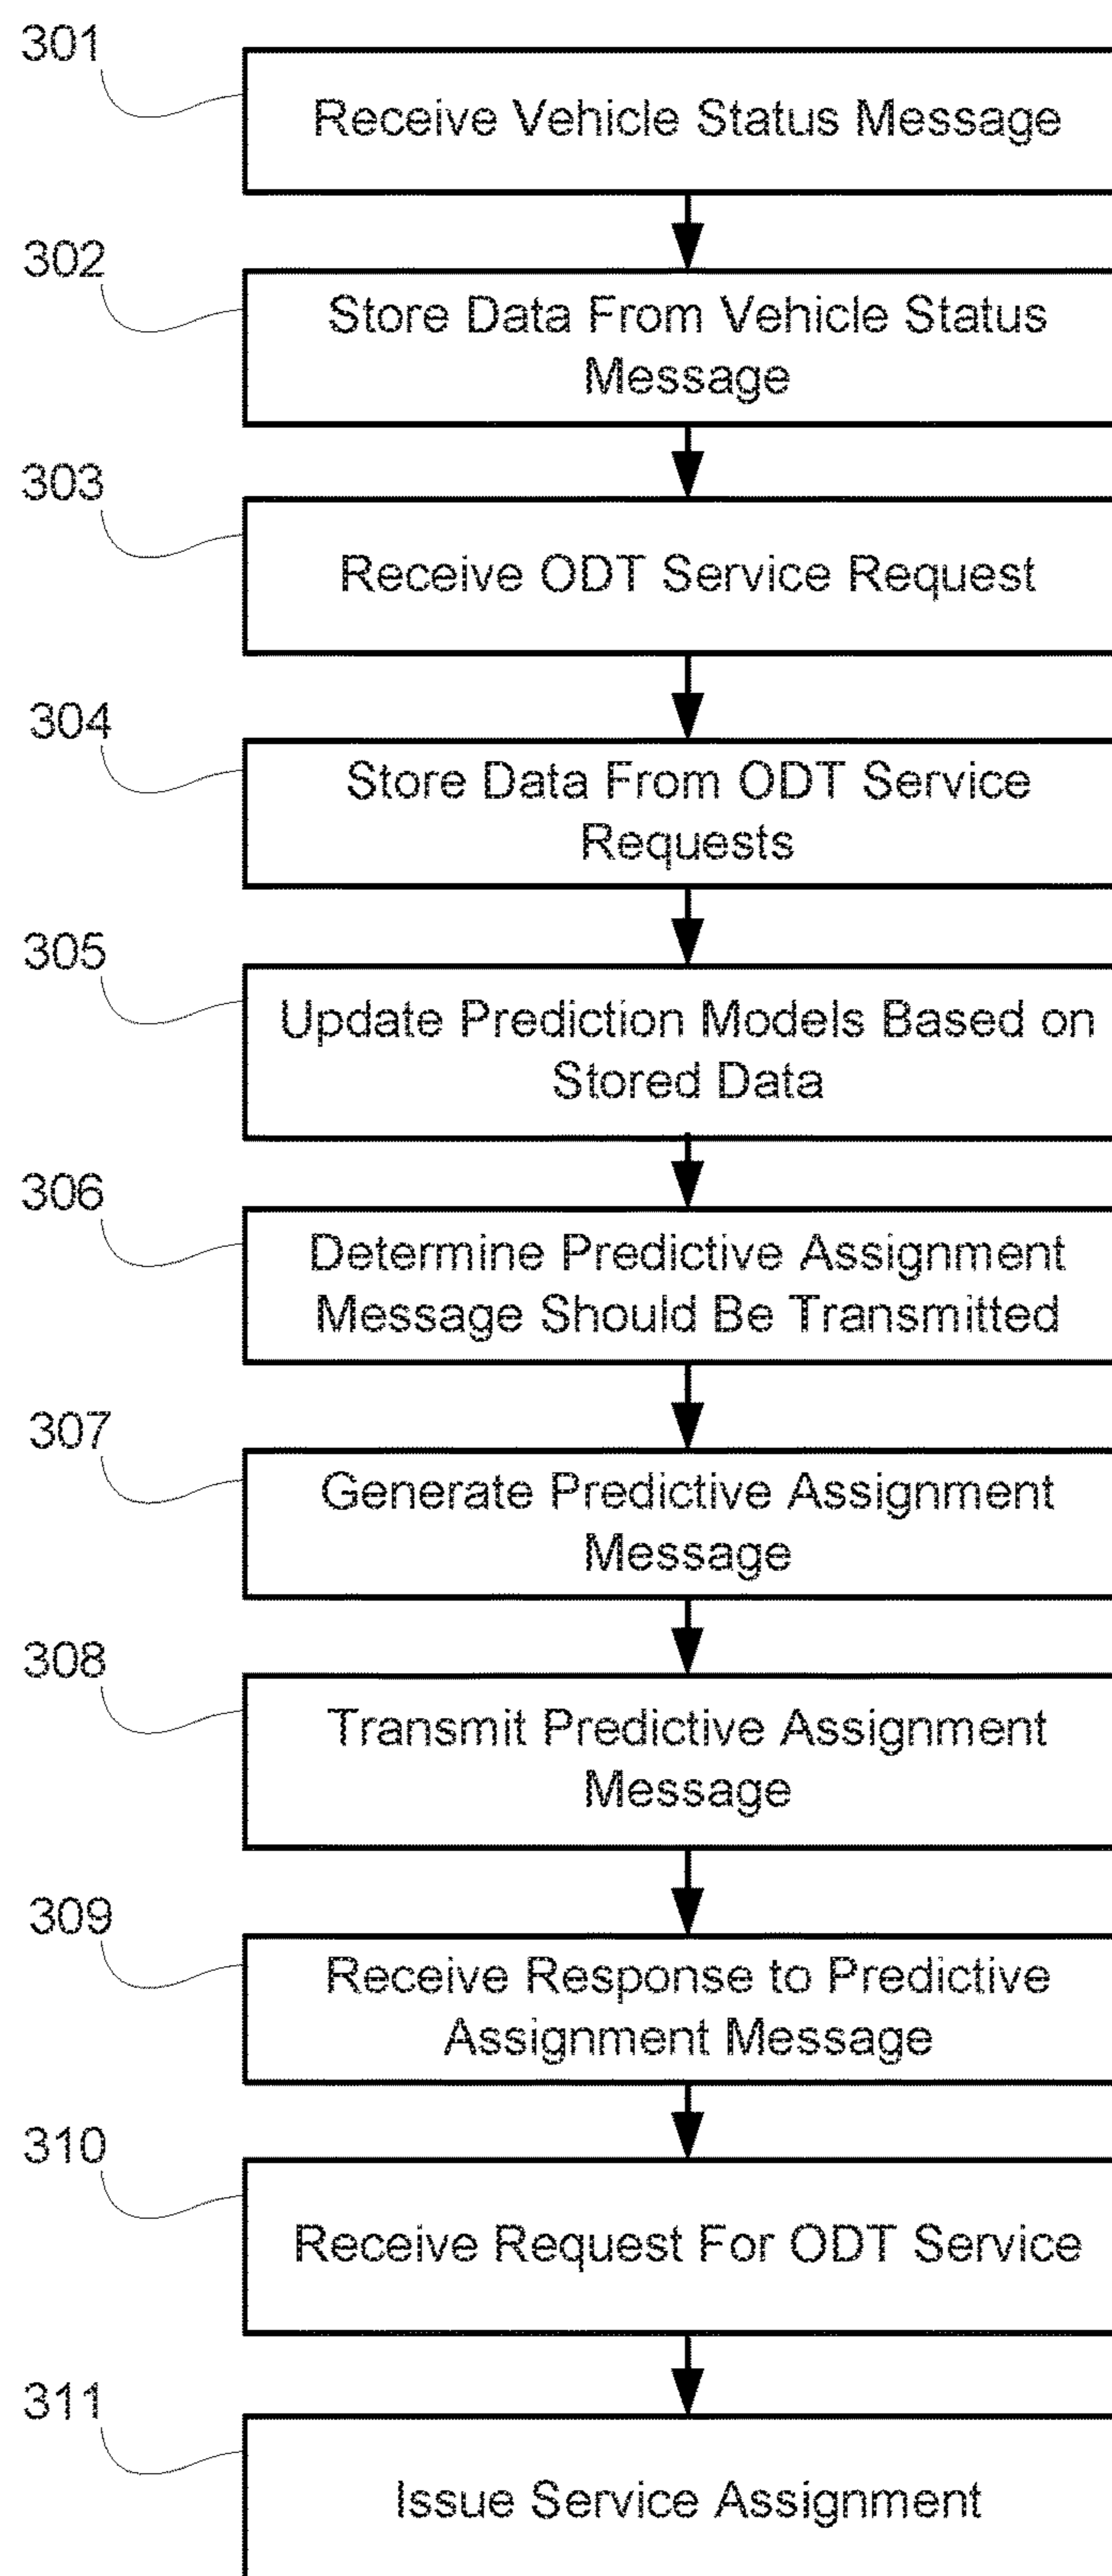 301
Receive Vehicle Status Message
302
Store Data From Vehicle Status
Message
303
Receive ODT Service Request
304
Store Data From ODT Service
Requests
305
Update Prediction Models Based on
Stored Data
306
Determine Predictive Assignment
Message Should Be Transmitted
307
Generate Predictive Assignment
Message
308
Transmit Predictive Assignment
Message
309
Receive Response to Predictive
Assignment Message
310
Receive Request For ODT Service
311
Issue Service Assignment